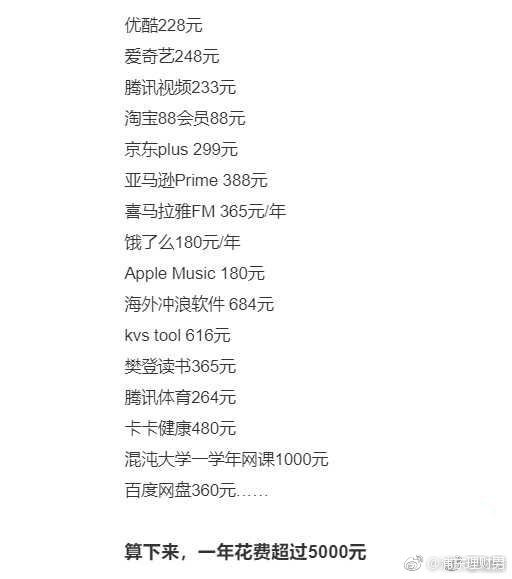 优酷228元
爱奇艺248元
腾讯视频233元
淘宝88会员88元
京东plus 299元
亚马逊Prime 388元
喜马拉雅FM 365元/年
饿了么180元/年
Apple Music 180元
海外冲浪软件 684元
kvs tool 616元
樊登读书365元
腾讯体育264元
卡卡健康480元
混沌大学一学年网课1000元
百度网盘360元……
算下来，一年花费超过5000元
理财男